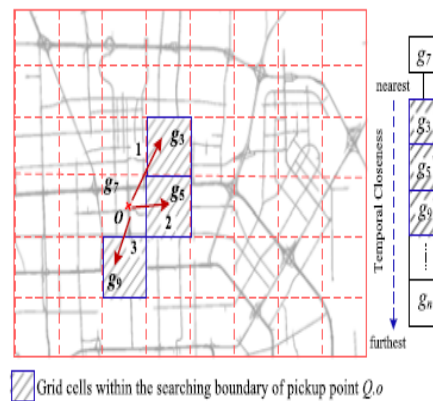 g7
nearest
g3
g5
g9
gn
furthest
Temporal Closeness
1
g3
g7
g5
O
2
3
g9
Grid cells within the searching boundary of pickup point Q.o